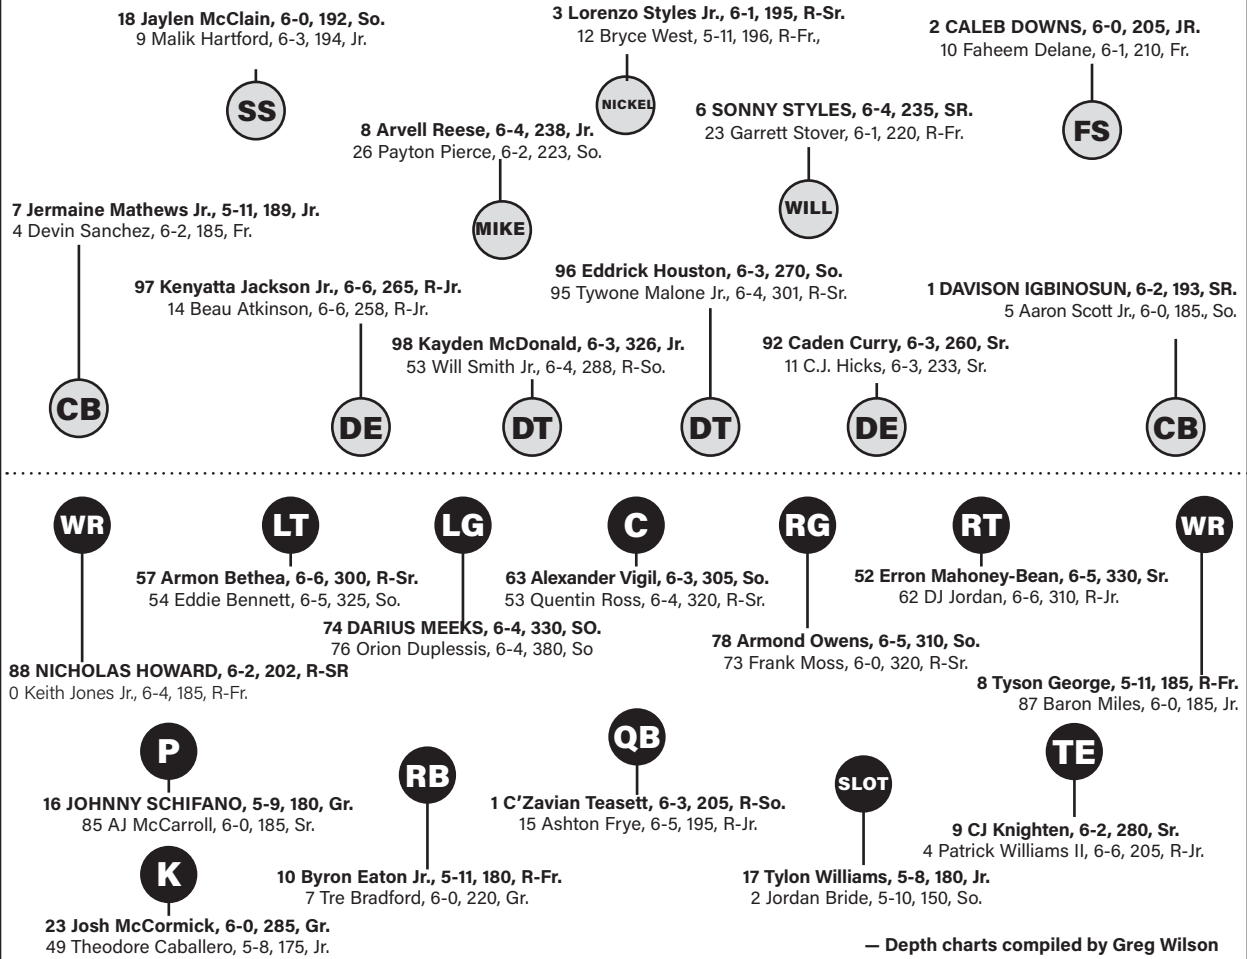 18 Jaylen McClain, 6-0, 192, So.
9 Malik Hartford, 6-3, 194, Jr.
SS
3 Lorenzo Styles Jr., 6-1, 195, R-Sr.
12 Bryce West, 5-11, 196, R-Fr.,
NICKEL
2 CALEB DOWNS, 6-0, 205, JR.
10 Faheem Delane, 6-1, 210, Fr.
FS
8 Arvell Reese, 6-4, 238, Jr.
26 Payton Pierce, 6-2, 223, So.
MIKE
6 SONNY STYLES, 6-4, 235, SR.
23 Garrett Stover, 6-1, 220, R-Fr.
WILL
7 Jermaine Mathews Jr., 5-11, 189, Jr.
4 Devin Sanchez, 6-2, 185, Fr.
CB
97 Kenyatta Jackson Jr., 6-6, 265, R-Jr.
14 Beau Atkinson, 6-6, 258, R-Jr.
DE
98 Kayden McDonald, 6-3, 326, Jr.
53 Will Smith Jr., 6-4, 288, R-So.
DT
96 Eddrick Houston, 6-3, 270, So.
95 Tywone Malone Jr., 6-4, 301, R-Sr.
DT
92 Caden Curry, 6-3, 260, Sr.
11 C.J. Hicks, 6-3, 233, Sr.
DE
1 DAVISON IGBINOSUN, 6-2, 193, SR.
5 Aaron Scott Jr., 6-0, 185., So.
CB
WR
88 NICHOLAS HOWARD, 6-2, 202, R-SR
0 Keith Jones Jr., 6-4, 185, R-Fr.
LT
57 Armon Bethea, 6-6, 300, R-Sr.
54 Eddie Bennett, 6-5, 325, So.
LG
74 DARIUS MEEKS, 6-4, 330, SO.
76 Orion Duplessis, 6-4, 380, So
C
63 Alexander Vigil, 6-3, 305, So.
53 Quentin Ross, 6-4, 320, R-Sr.
RG
78 Armond Owens, 6-5, 310, So.
73 Frank Moss, 6-0, 320, R-Sr.
RT
52 Erron Mahoney-Bean, 6-5, 330, Sr.
62 DJ Jordan, 6-6, 310, R-Jr.
WR
8 Tyson George, 5-11, 185, R-Fr.
87 Baron Miles, 6-0, 185, Jr.
P
16 JOHNNY SCHIFANO, 5-9, 180, Gr.
85 AJ McCarroll, 6-0, 185, Sr.
K
23 Josh McCormick, 6-0, 285, Gr.
49 Theodore Caballero, 5-8, 175, Jr.
RB
10 Byron Eaton Jr., 5-11, 180, R-Fr.
7 Tre Bradford, 6-0, 220, Gr.
QB
1 C'Zavian Teasett, 6-3, 205, R-So.
15 Ashton Frye, 6-5, 195, R-Jr.
SLOT
17 Tylon Williams, 5-8, 180, Jr.
2 Jordan Bride, 5-10, 150, So.
TE
9 CJ Knighten, 6-2, 280, Sr.
4 Patrick Williams II, 6-6, 205, R-Jr.
— Depth charts compiled by Greg Wilson